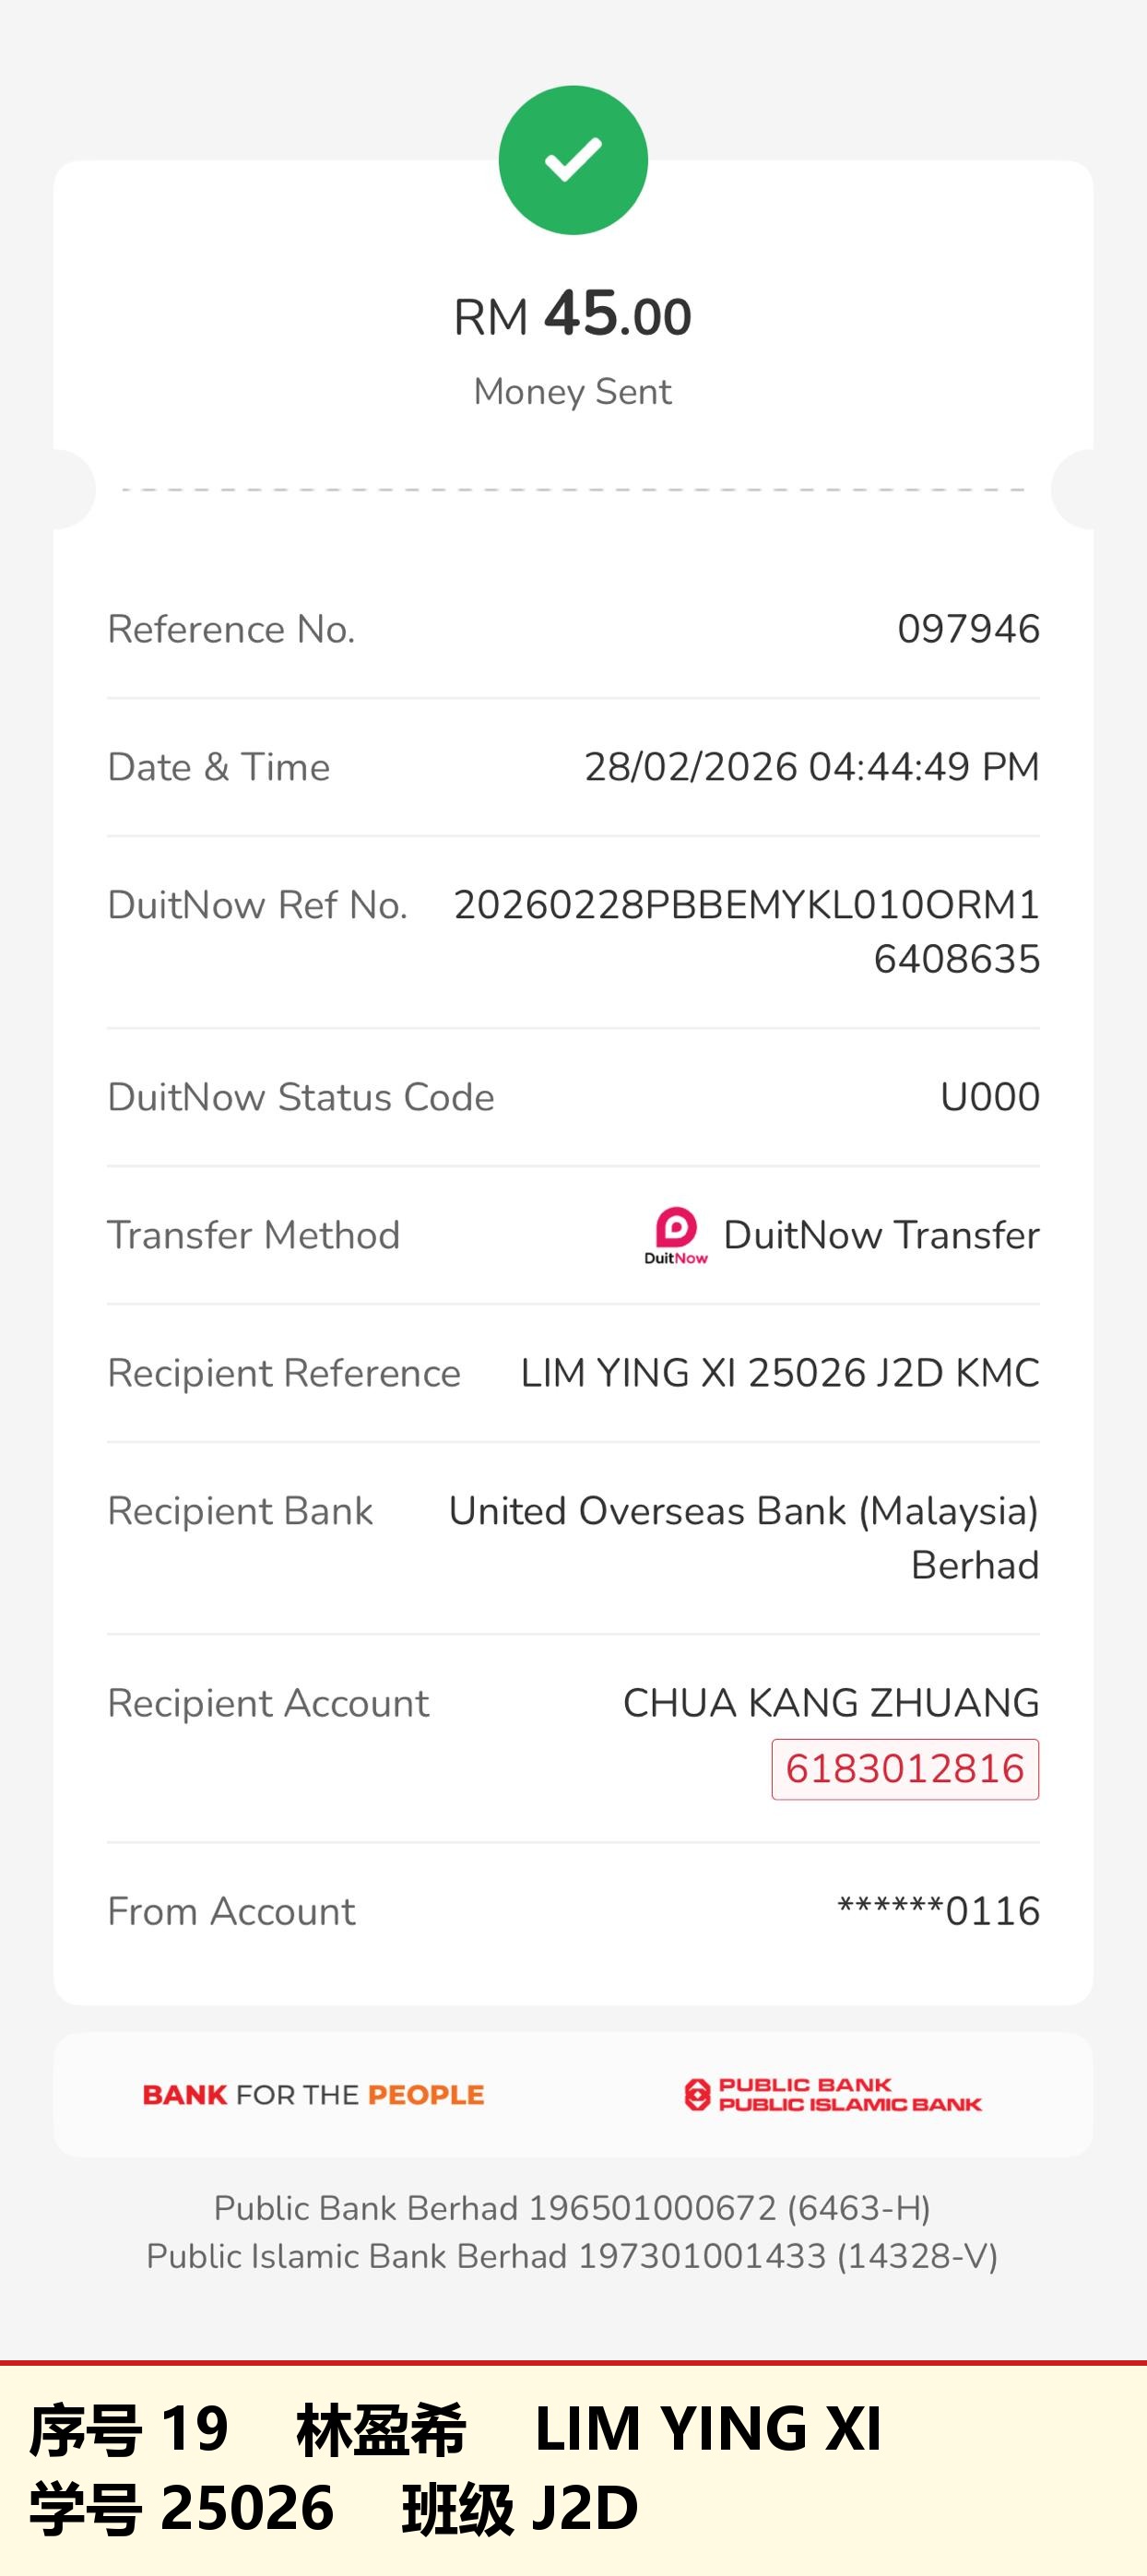 RM 45.00
Money Sent
Reference No. 097946
Date & Time 28/02/2026 04:44:49 PM
DuitNow Ref No. 20260228PBBEMYKL010ORM1
6408635
DuitNow Status Code U000
Transfer Method DuitNow DuitNow Transfer
Recipient Reference LIM YING XI 25026 J2D KMC
Recipient Bank United Overseas Bank (Malaysia)
Berhad
Recipient Account CHUA KANG ZHUANG
6183012816
From Account ******0116
BANK FOR THE PEOPLE PUBLIC BANK
PUBLIC ISLAMIC BANK
Public Bank Berhad 196501000672 (6463-H)
Public Islamic Bank Berhad 197301001433 (14328-V)
序号 19 林盈希 LIM YING XI
学号 25026 班级 J2D